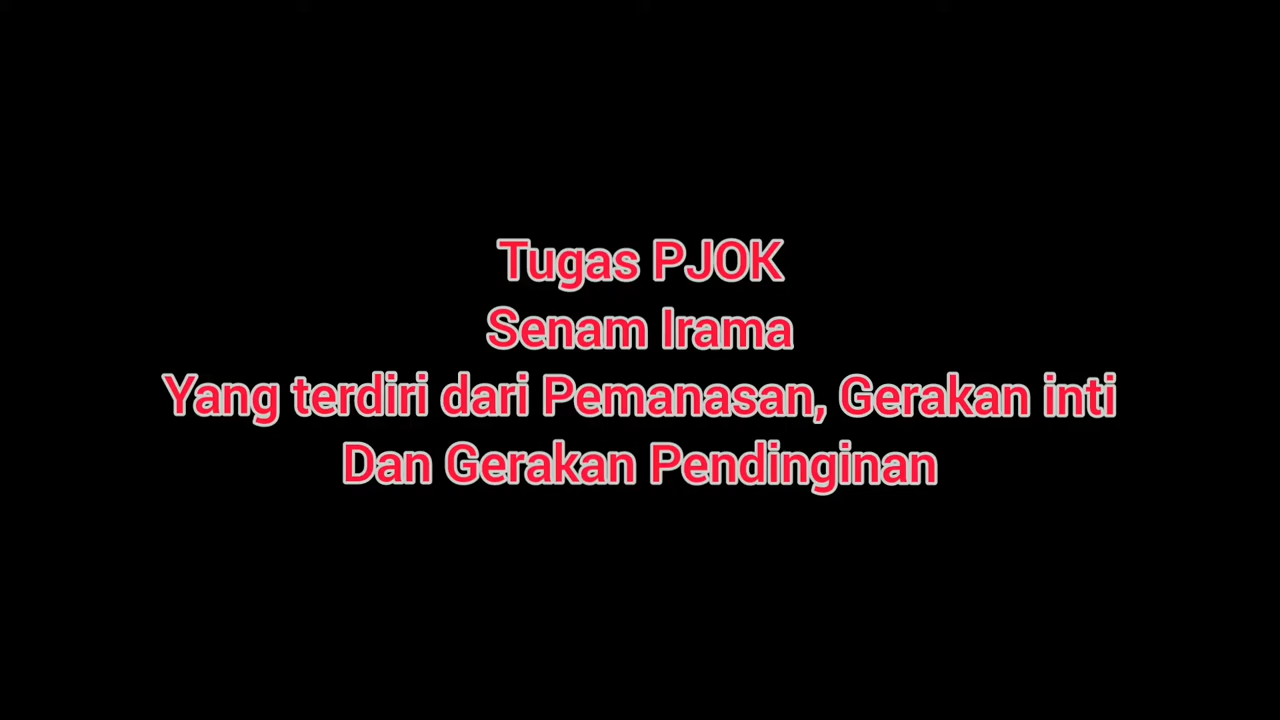 Tugas PJOK
Senam Irama
Yang terdiri dari Pemanasan, Gerakan inti
Dan Gerakan Pendinginan